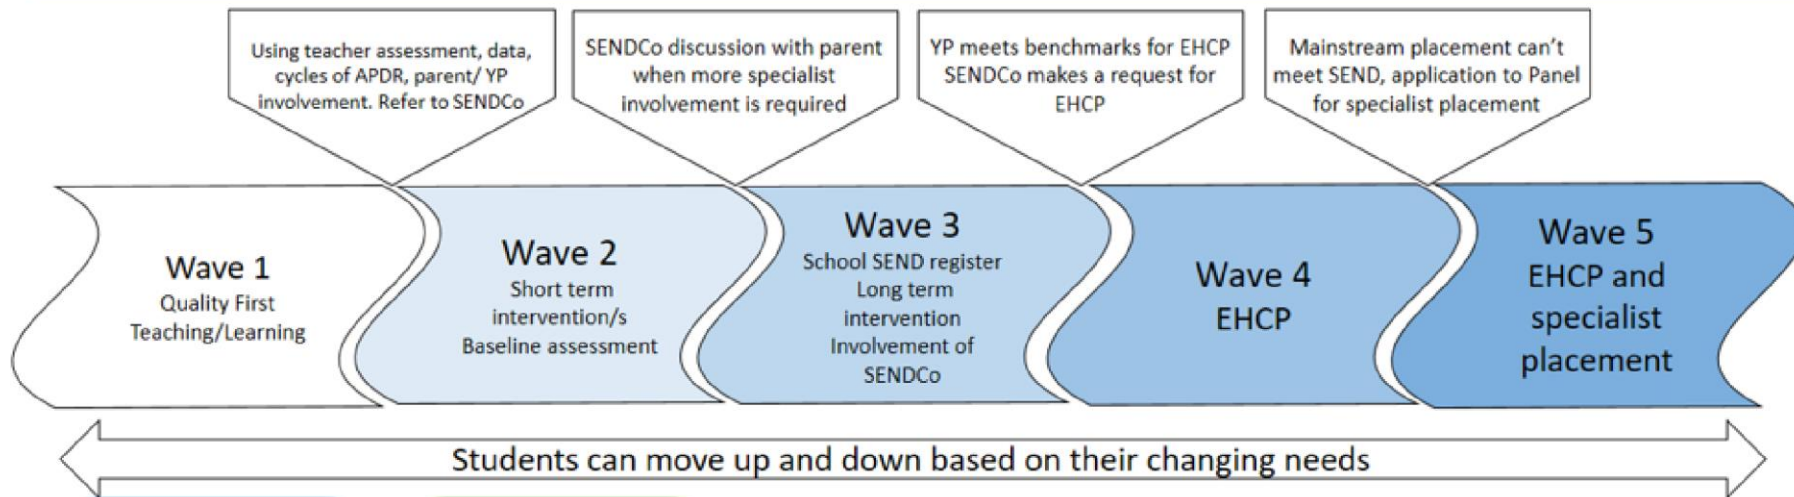 Using teacher assessment, data,
cycles of APDR, parent/ YP
involvement. Refer to SENDCo
SENDCo discussion with parent
when more specialist
involvement is required
YP meets benchmarks for EHCP
SENDCo makes a request for
EHCP
Mainstream placement can't
meet SEND, application to Panel
for specialist placement
Wave 1
Quality First
Teaching/Learning
Wave 2
Short term
intervention/s
Baseline assessment
Wave 3
School SEND register
Long term
intervention
Involvement of
SENDCo
Wave 4
EHCP
Wave 5
EHCP and
specialist
placement
Students can move up and down based on their changing needs